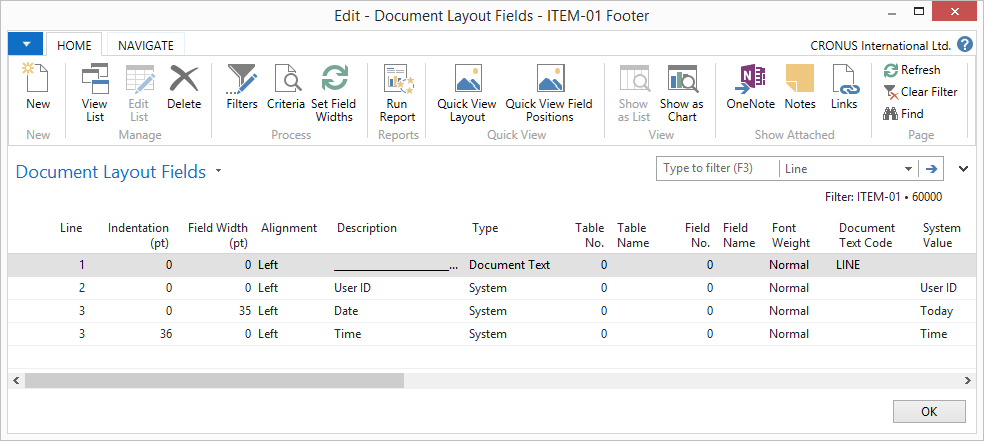 Edit - Document Layout Fields - ITEM-01 Footer
HOME NAVIGATE CRONUS International Ltd. ?
New View List Edit List Delete Filters Criteria Set Field Widths Run Report Quick View Layout Quick View Field Positions Show as List Show as Chart OneNote Notes Links
Refresh
Clear Filter
Find
New Manage Process Reports Quick View View Show Attached Page
Document Layout Fields Type to filter (F3) Line
Filter: ITEM-01 • 60000
Line Indentation (pt) Field Width (pt) Alignment Description Type Table No. Table Name Field No. Field Name Font Weight Document Text Code System Value
1 0 0 Left ____________________... Document Text 0 0 Normal LINE
2 0 0 Left User ID System 0 0 Normal User ID
3 0 35 Left Date System 0 0 Normal Today
3 36 0 Left Time System 0 0 Normal Time
OK